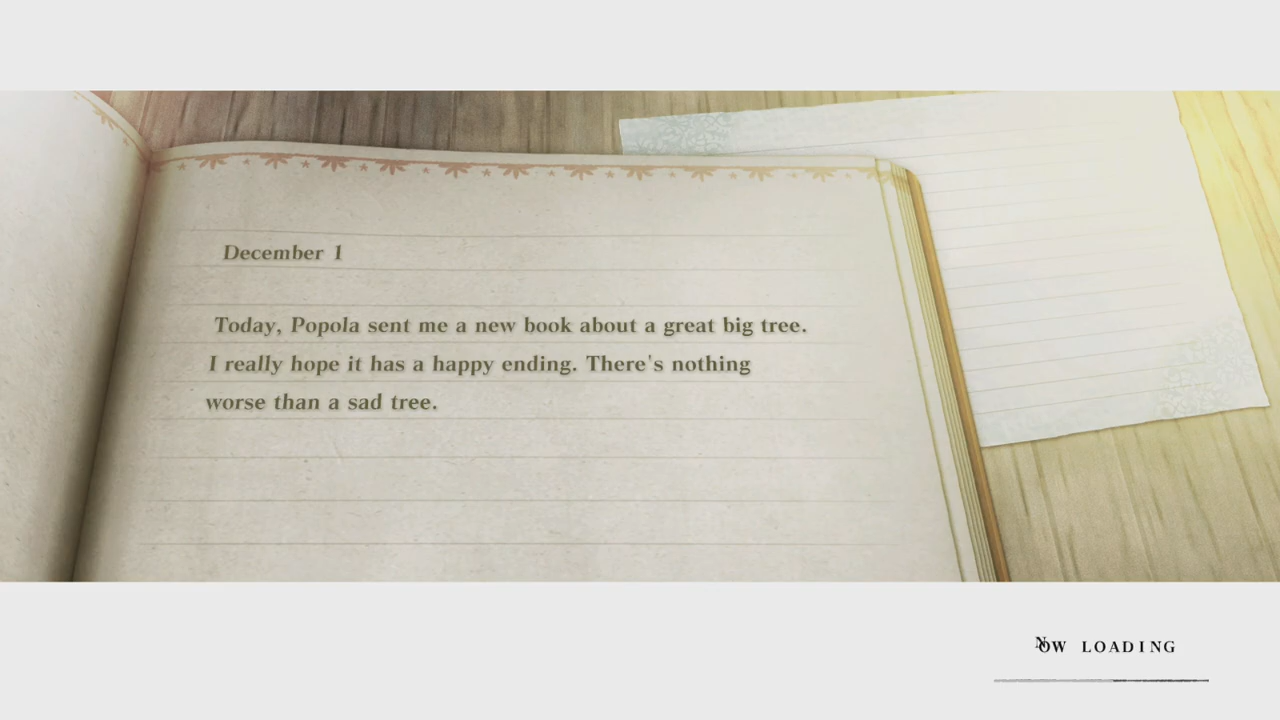 December 1
Today, Popola sent me a new book about a great big tree.
I really hope it has a happy ending. There's nothing
worse than a sad tree.
NOW LOADING